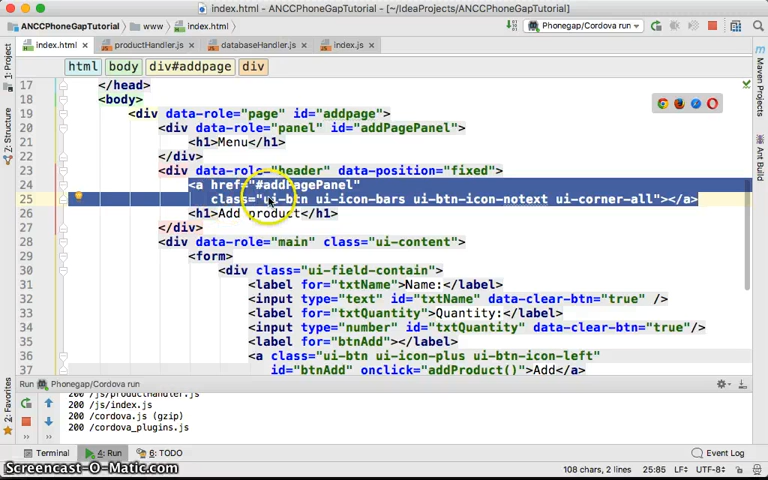 index.html - ANCCPhoneGapTutorial - [~/IdeaProjects/ANCCPhoneGapTutorial]
ANCCPhoneGapTutorial www index.html Phonegap/Cordova run
index.html productHandler.js databaseHandler.js index.js
html body div#addpage div
17 </head>
18 <body>
19 <div data-role="page" id="addpage">
20 <div data-role="panel" id="addPagePanel">
21 <h1>Menu</h1>
22 </div>
23 <div data-role="header" data-position="fixed">
24 <a href="#addPagePanel"
25 class="ui-btn ui-icon-bars ui-btn-icon-notext ui-corner-all"></a>
26 <h1>Add product</h1>
27 </div>
28 <div data-role="main" class="ui-content">
29 <form>
30 <div class="ui-field-contain">
31 <label for="txtName">Name:</label>
32 <input type="text" id="txtName" data-clear-btn="true" />
33 <label for="txtQuantity">Quantity:</label>
34 <input type="number" id="txtQuantity" data-clear-btn="true"/>
35 <label for="btnAdd"></label>
36 <a class="ui-btn ui-icon-plus ui-btn-icon-left"
37 id="btnAdd" onclick="addProduct()">Add</a>
1: Project
7: Structure
2: Favorites
Maven Projects
Ant Build
Run Phonegap/Cordova run
200 /js/productHandler.js
200 /js/index.js
200 /cordova.js (gzip)
200 /cordova_plugins.js
Terminal 4: Run 6: TODO Event Log
Screencast-O-Matic.com 108 chars, 2 lines 25:85 LF UTF-8